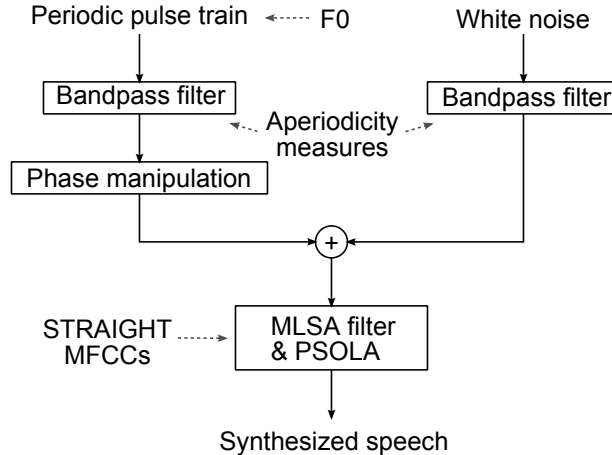 Periodic pulse train
F0
White noise
Bandpass filter
Bandpass filter
Aperiodicity
measures
Phase manipulation
+
STRAIGHT
MFCCs
MLSA filter
& PSOLA
Synthesized speech